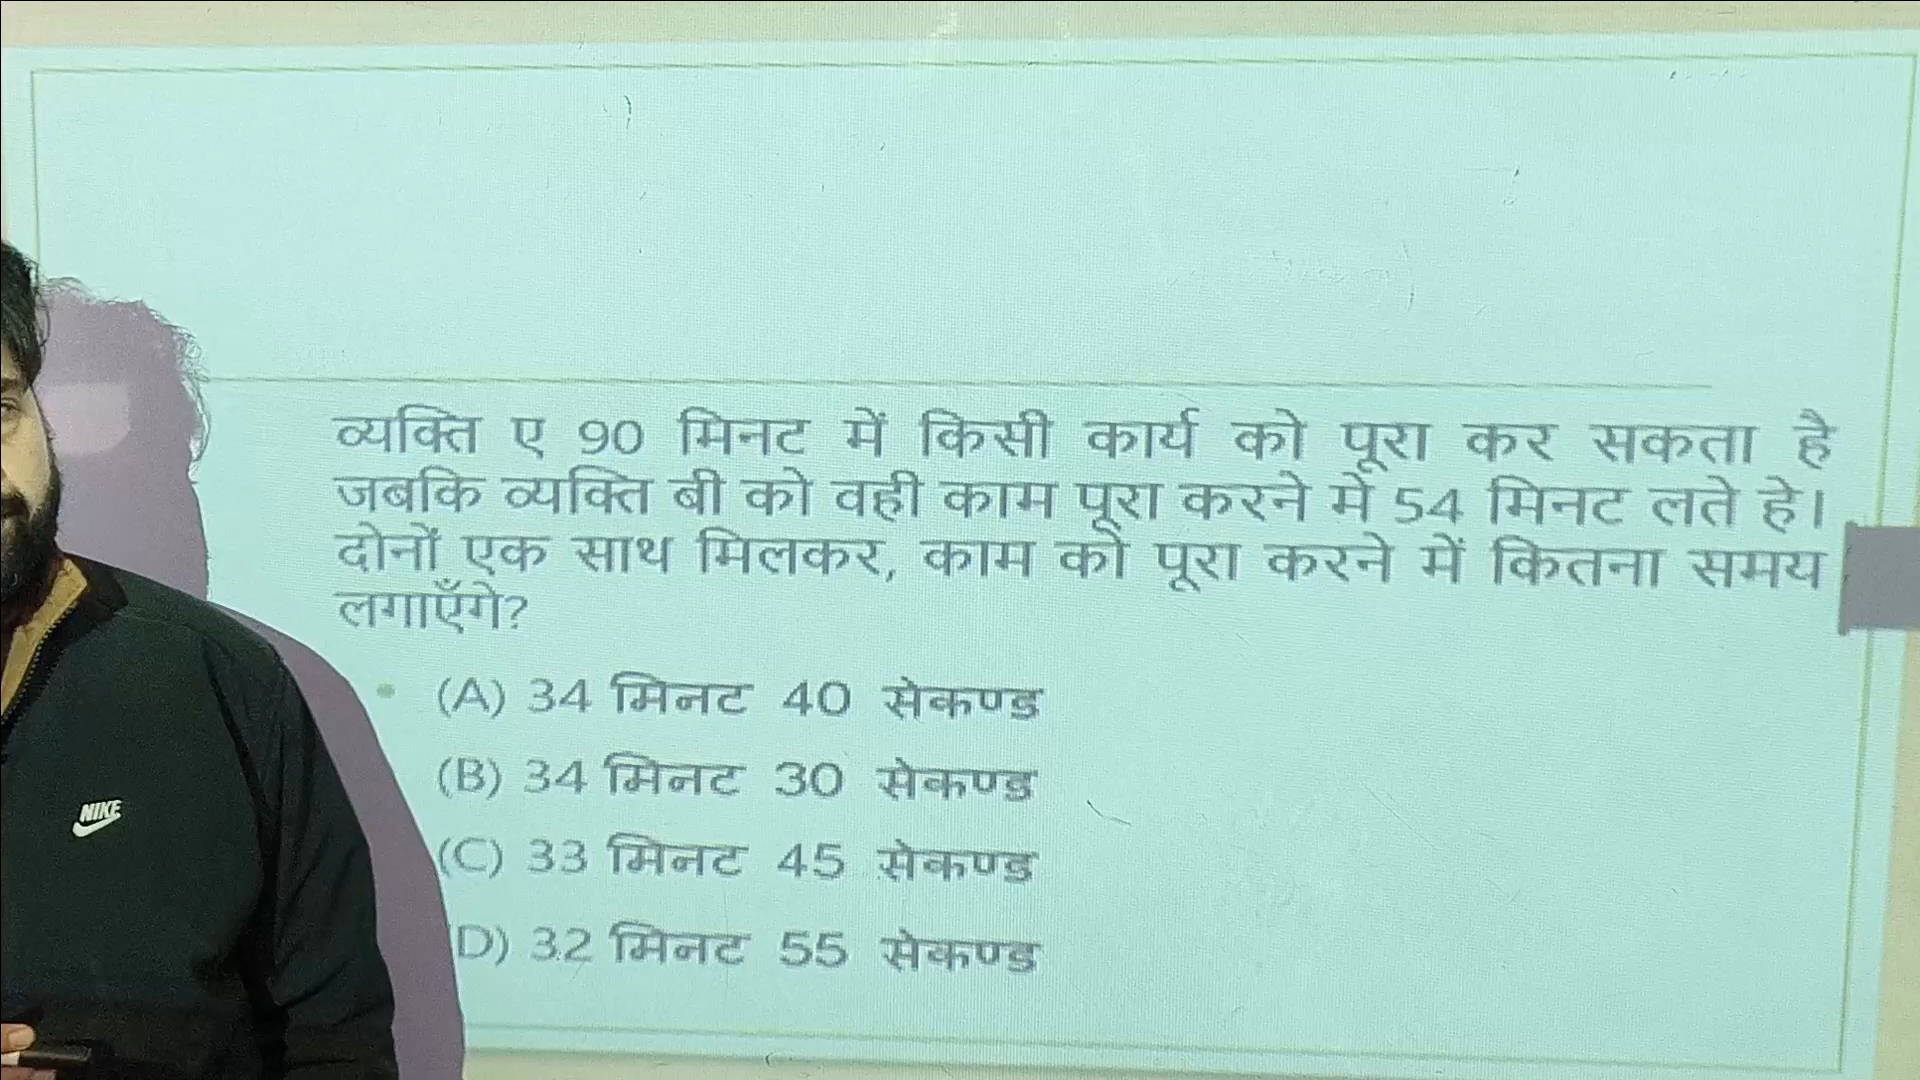 व्यक्ति ए 90 मिनट में किसी कार्य को पूरा कर सकता है
जबकि व्यक्ति बी को वही काम पूरा करने में 54 मिनट लते हे।
दोनों एक साथ मिलकर, काम को पूरा करने में कितना समय
लगाएँगे?
(A) 34 मिनट 40 सेकण्ड
(B) 34 मिनट 30 सेकण्ड
(C) 33 मिनट 45 सेकण्ड
D) 32 मिनट 55 सेकण्ड
NIKE